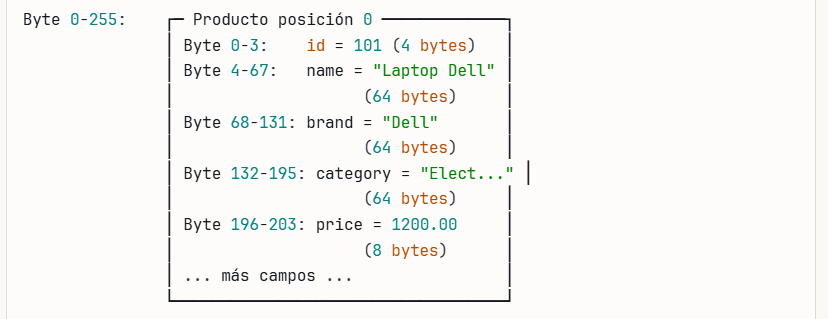 Byte 0-255: Producto posición 0
Byte 0-3: id = 101 (4 bytes)
Byte 4-67: name = "Laptop Dell"
(64 bytes)
Byte 68-131: brand = "Dell"
(64 bytes)
Byte 132-195: category = "Elect..."
(64 bytes)
Byte 196-203: price = 1200.00
(8 bytes)
... más campos ...